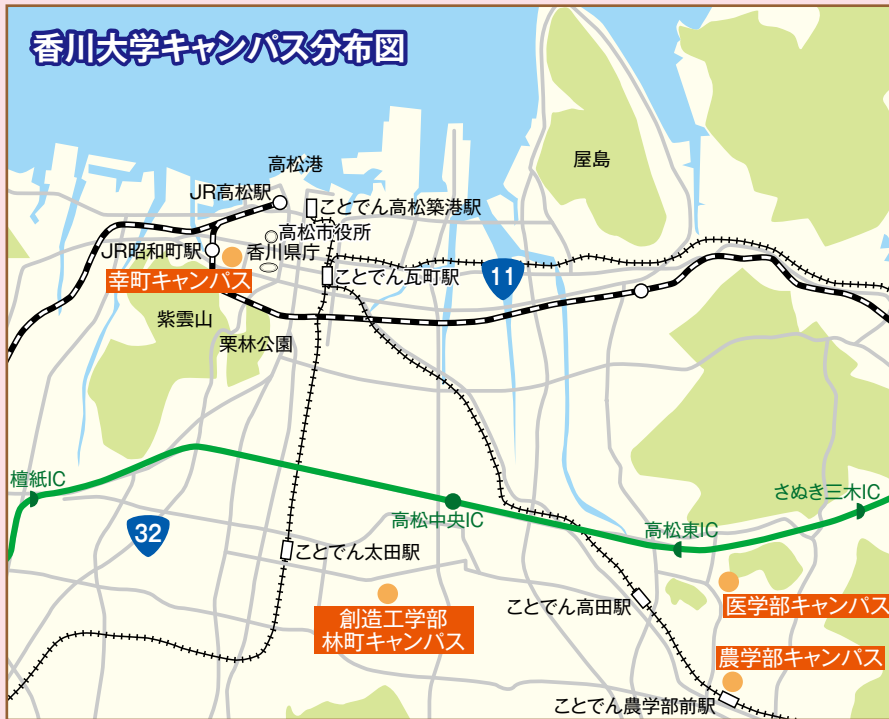 香川大学キャンパス分布図
高松港
屋島
JR高松駅
ことでん高松築港駅
高松市役所
JR昭和町駅
香川県庁
幸町キャンパス
ことでん瓦町駅
11
紫雲山
栗林公園
檀紙IC
さぬき三木IC
高松中央IC
高松東IC
32
ことでん太田駅
創造工学部
林町キャンパス
ことでん高田駅
医学部キャンパス
農学部キャンパス
ことでん農学部前駅